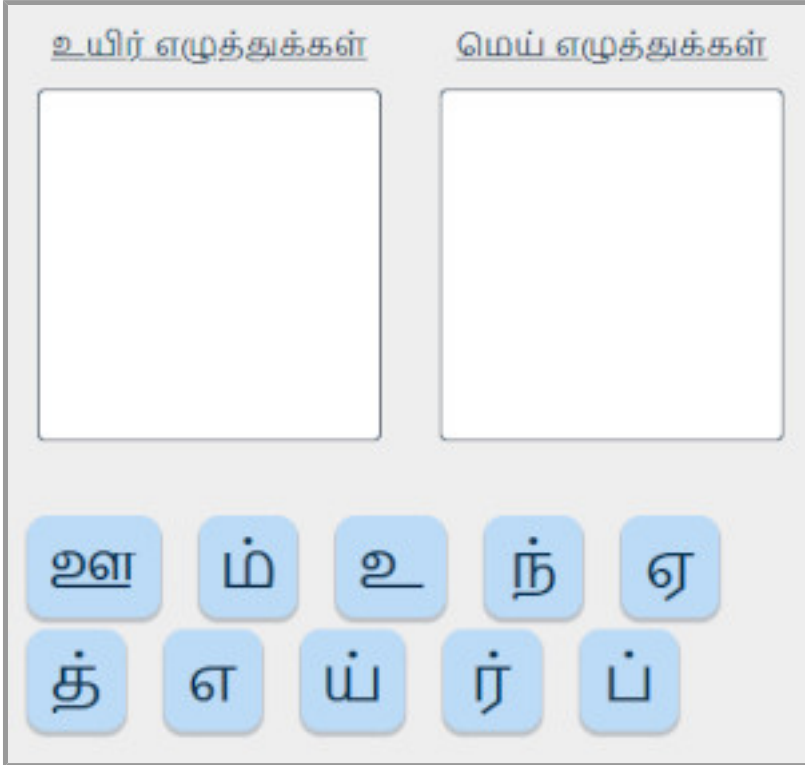 உயிர் எழுத்துக்கள் மெய் எழுத்துக்கள்
ஊ ம் உ ந் ஏ
த் எ ய் ர் ப்